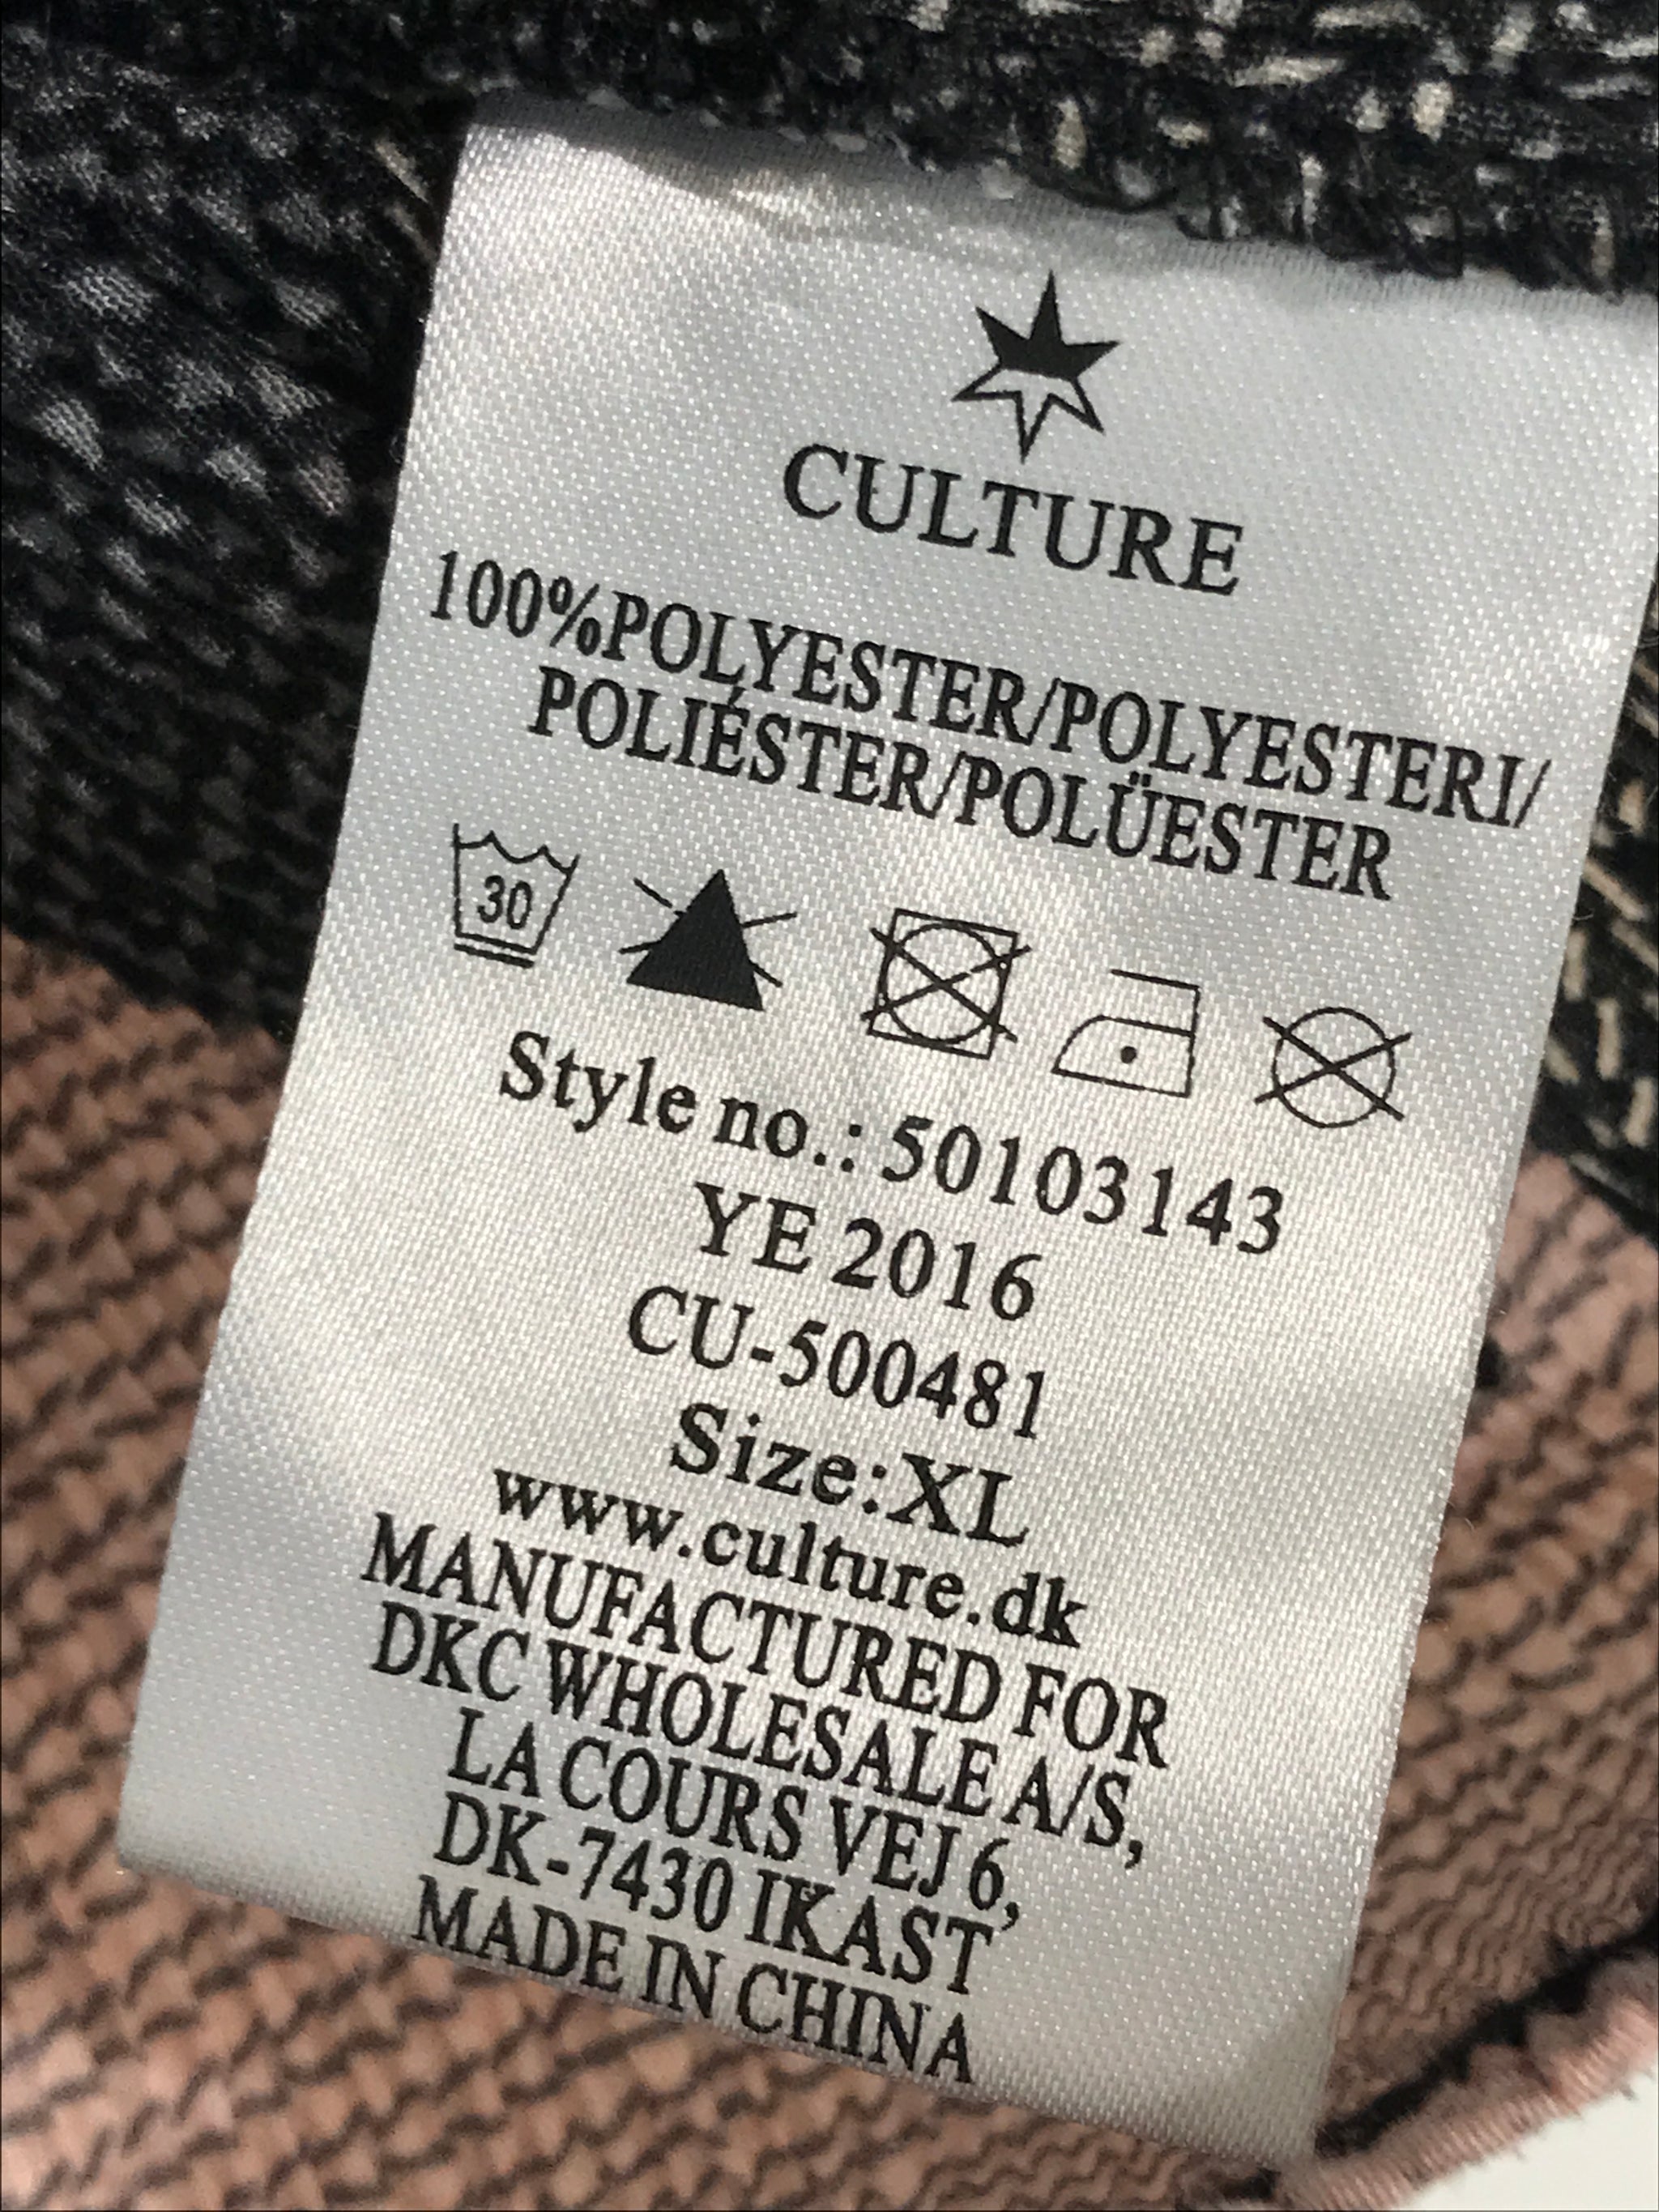 CULTURE
100%POLYESTER/POLYESTERI/
POLIÉSTER/POLÜESTER
30
Style no.: 50103143
YE 2016
CU-500481
Size:XL
www.culture.dk
MANUFACTURED FOR
DKC WHOLESALE A/S,
LA COURS VEJ 6,
DK-7430 IKAST
MADE IN CHINA